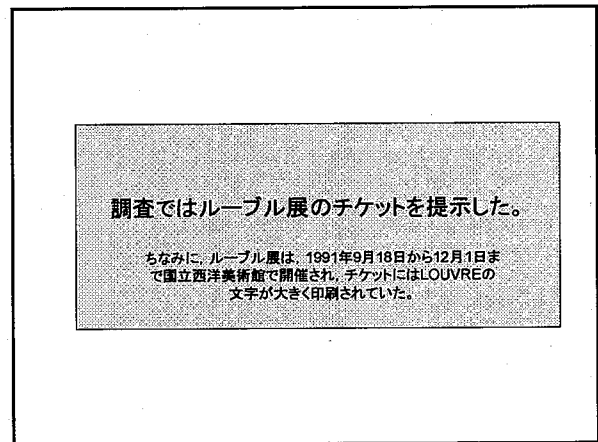 調査ではルーブル展のチケットを提示した。
ちなみに, ルーブル展は, 1991年9月18日から12月1日ま
で国立西洋美術館で開催され, チケットにはLOUVREの
文字が大きく印刷されていた。